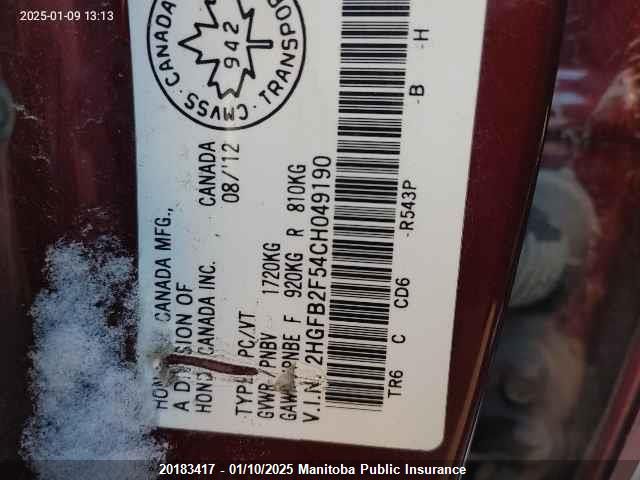 2025-01-09 13:13
CMVSS · CANADA · TRANSPO
942
CANADA MFG., CANADA
A DIVISION OF 08/'12
CANADA INC.
TYPE PC/VT
GVWR PNBV 1720KG
GAWR PNBE F 920KG R 810KG
V.I.N. 2HGFB2F54CH049190
TR6 C CD6 -R543P -B -H
20183417 - 01/10/2025 Manitoba Public Insurance